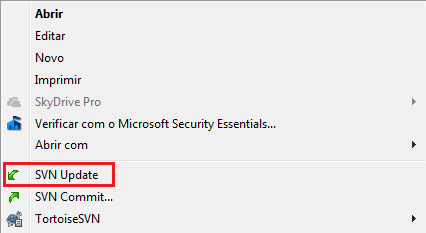 Abrir
Editar
Novo
Imprimir
SkyDrive Pro
Verificar com o Microsoft Security Essentials...
Abrir com
SVN Update
SVN Commit...
TortoiseSVN